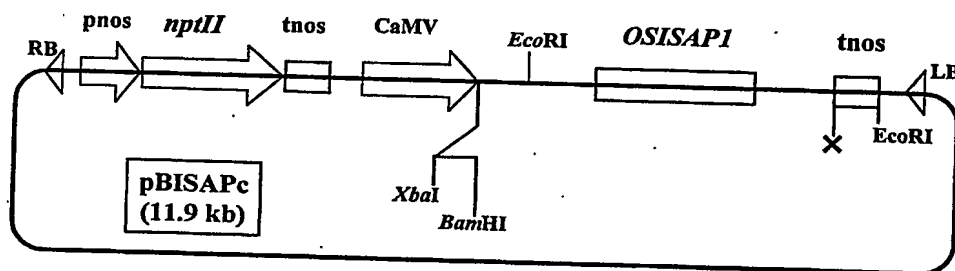 RB
pnos
nptII
tnos
CaMV
EcoRI
OSISAP1
tnos
LB
EcoRI
XbaI
BamHI
pBISAPc
(11.9 kb)